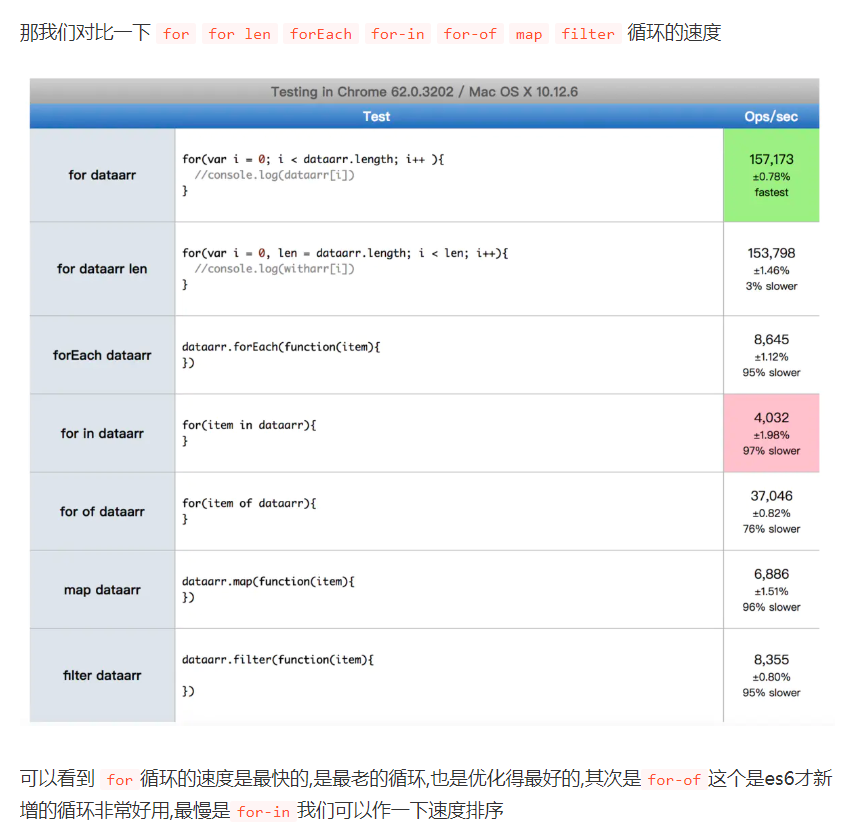 那我们对比一下 for for len forEach for-in for-of map filter 循环的速度
Testing in Chrome 62.0.3202 / Mac OS X 10.12.6
Test Ops/sec
for dataarr
for(var i = 0; i < dataarr.length; i++ ){
//console.log(dataarr[i])
}
157,173
±0.78%
fastest
for dataarr len
for(var i = 0, len = dataarr.length; i < len; i++){
//console.log(witharr[i])
}
153,798
±1.46%
3% slower
forEach dataarr
dataarr.forEach(function(item){
})
8,645
±1.12%
95% slower
for in dataarr
for(item in dataarr){
}
4,032
±1.98%
97% slower
for of dataarr
for(item of dataarr){
}
37,046
±0.82%
76% slower
map dataarr
dataarr.map(function(item){
})
6,886
±1.51%
96% slower
filter dataarr
dataarr.filter(function(item){
})
8,355
±0.80%
95% slower
可以看到 for 循环的速度是最快的,是最老的循环,也是优化得最好的,其次是 for-of 这个是es6才新
增的循环非常好用,最慢是 for-in 我们可以作一下速度排序